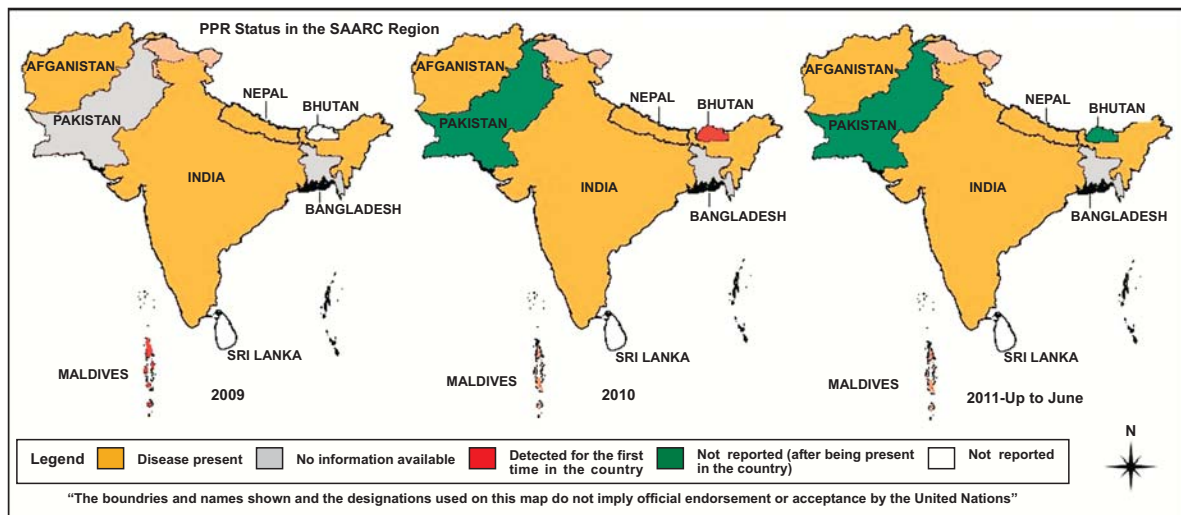 PPR Status in the SAARC Region
AFGANISTAN
PAKISTAN
NEPAL
BHUTAN
INDIA
BANGLADESH
SRI LANKA
MALDIVES
2009
AFGANISTAN
PAKISTAN
NEPAL
BHUTAN
INDIA
BANGLADESH
SRI LANKA
MALDIVES
2010
AFGANISTAN
PAKISTAN
NEPAL
BHUTAN
INDIA
BANGLADESH
SRI LANKA
MALDIVES
2011-Up to June
N
Legend
Disease present
No information available
Detected for the first
time in the country
Not reported (after being present
in the country)
Not reported
“The boundries and names shown and the designations used on this map do not imply official endorsement or acceptance by the United Nations”